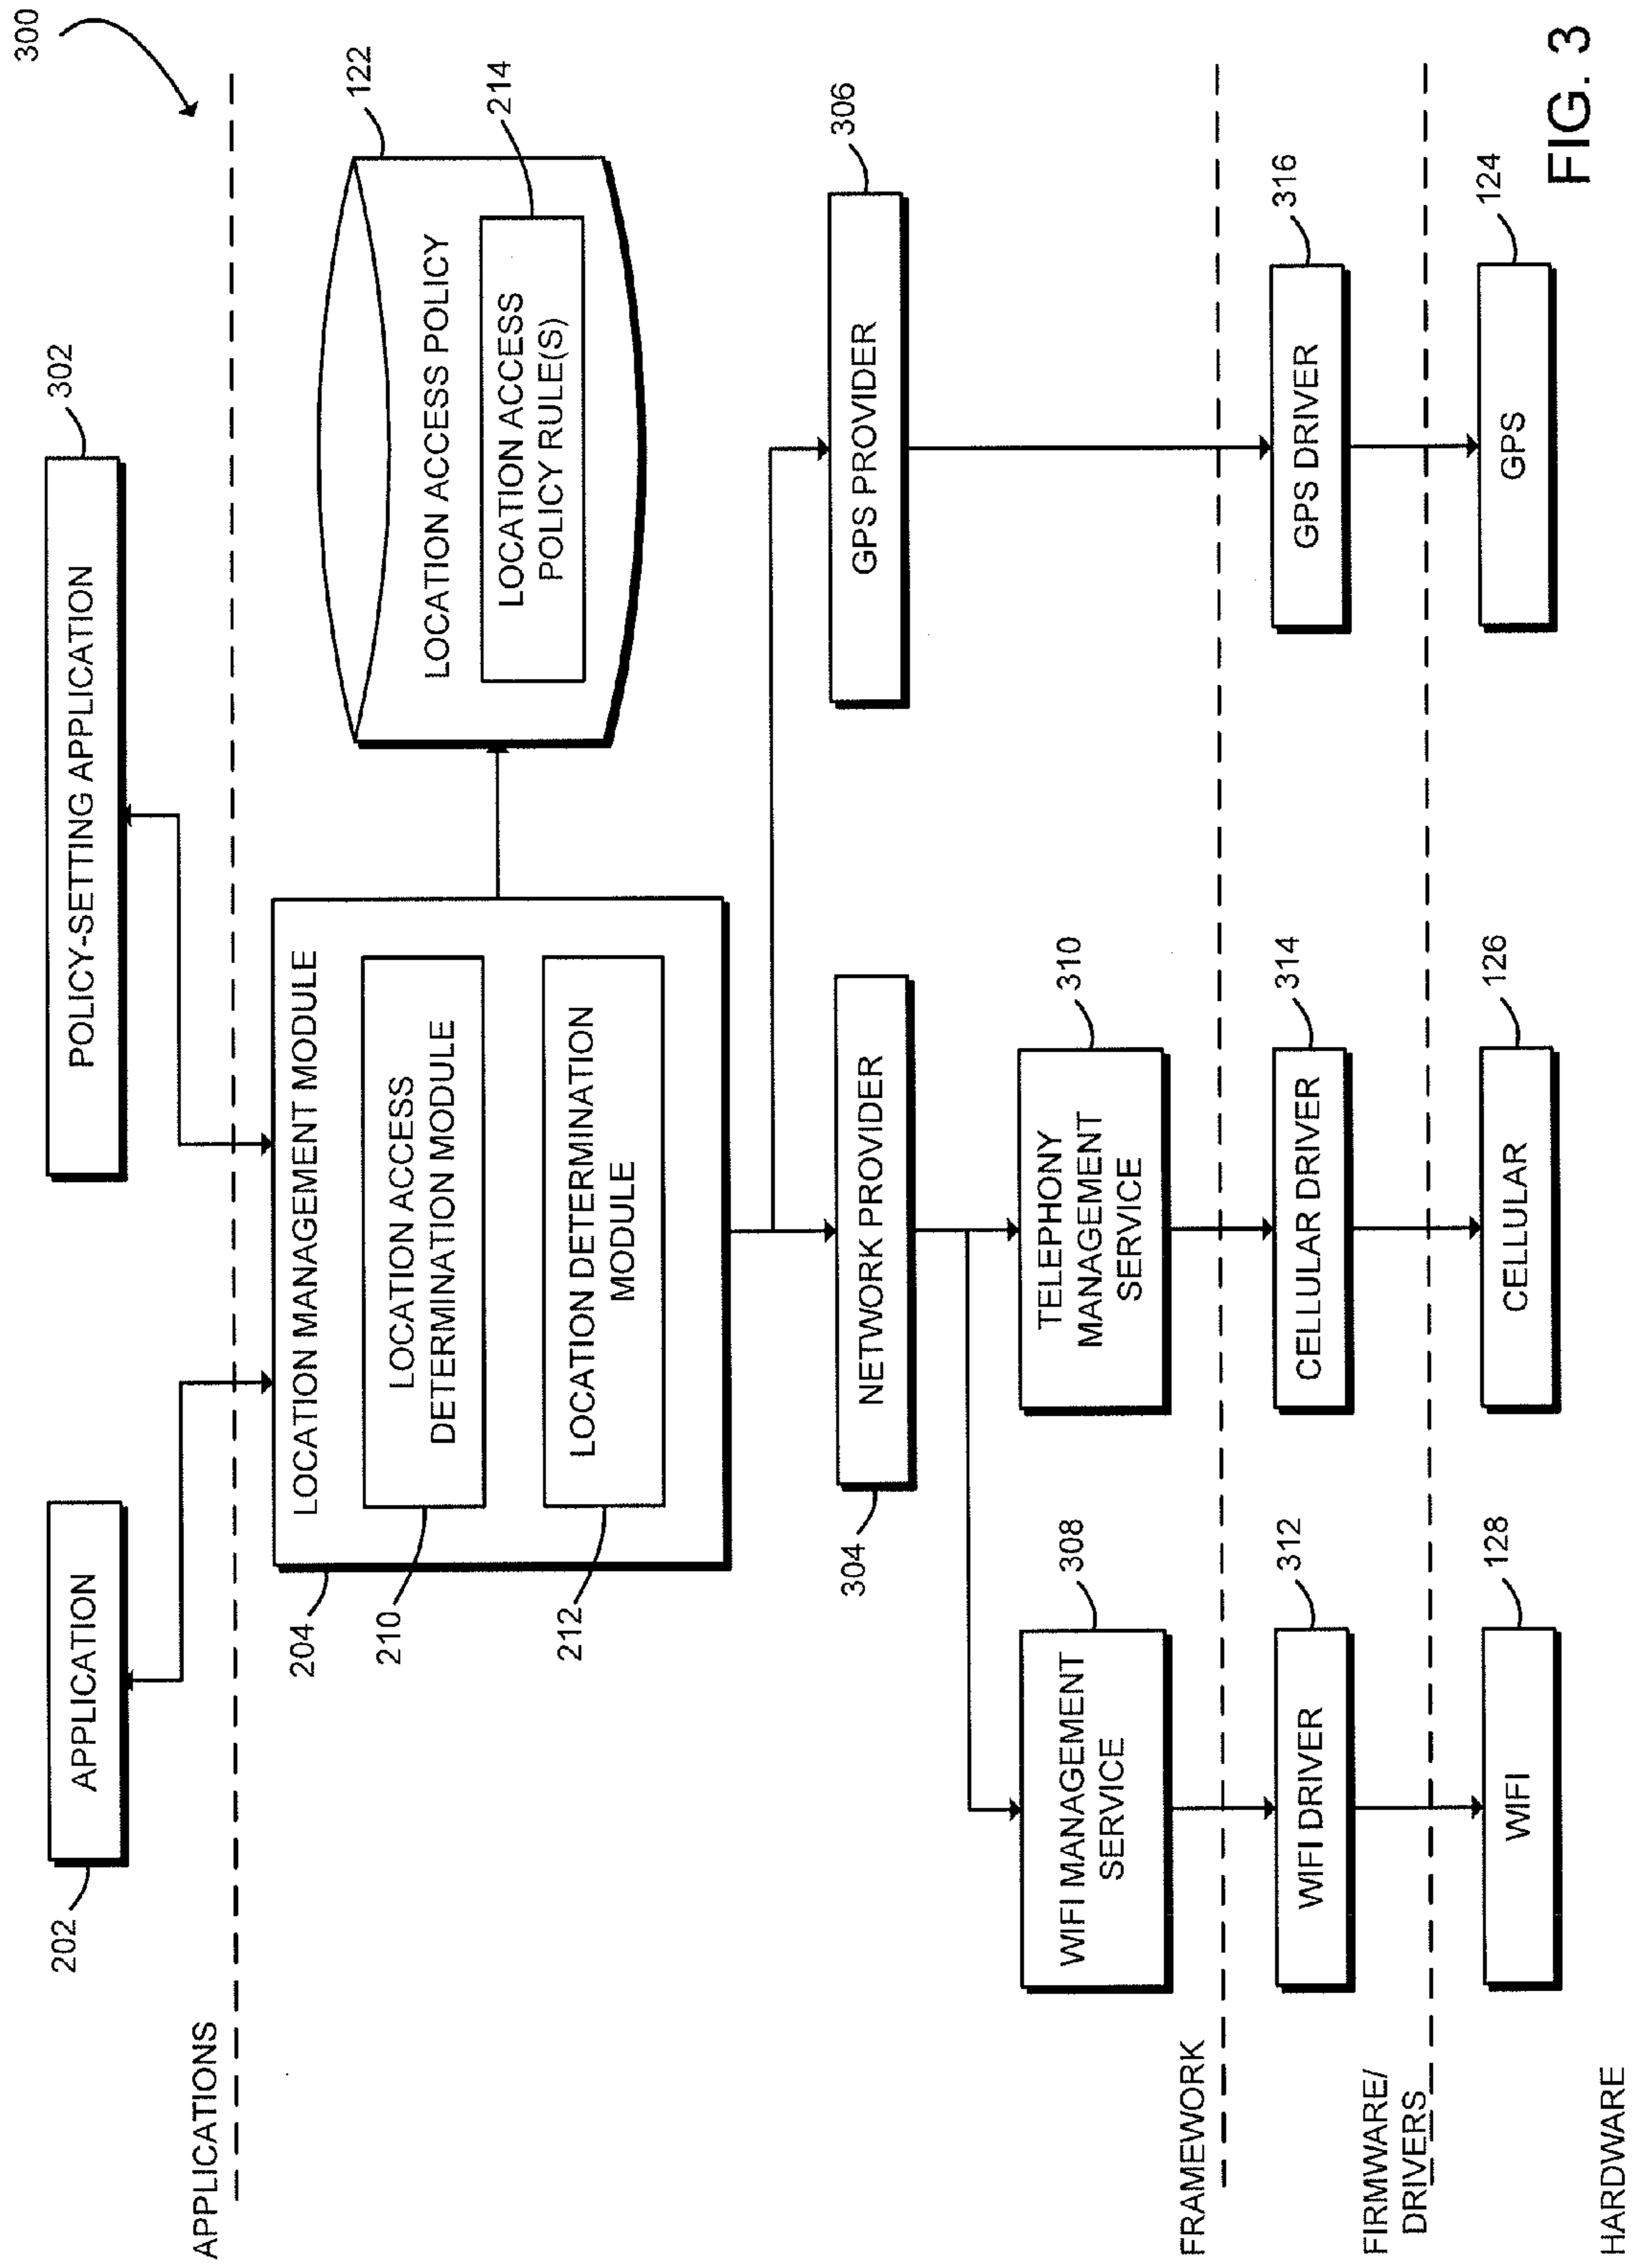 300
302
POLICY-SETTING APPLICATION
APPLICATION
202
APPLICATIONS
LOCATION MANAGEMENT MODULE
204
LOCATION ACCESS
DETERMINATION MODULE
210
LOCATION DETERMINATION
MODULE
212
122
LOCATION ACCESS POLICY
214
LOCATION ACCESS
POLICY RULE(S)
NETWORK PROVIDER
304
GPS PROVIDER
306
WIFI MANAGEMENT
SERVICE
308
TELEPHONY
MANAGEMENT
SERVICE
310
FRAMEWORK
WIFI DRIVER
312
CELLULAR DRIVER
314
GPS DRIVER
316
FIRMWARE/
DRIVERS
WIFI
128
CELLULAR
126
GPS
124
HARDWARE
FIG. 3